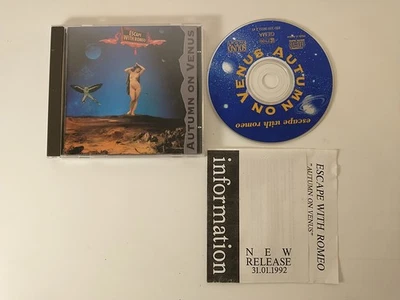 AUTUMN ON VENUS
AUTUMN ON VENUS
escape with romeo
ESCAPE WITH ROMEO
"AUTUMN ON VENUS"
information
NEW
RELEASE
31.01.1992